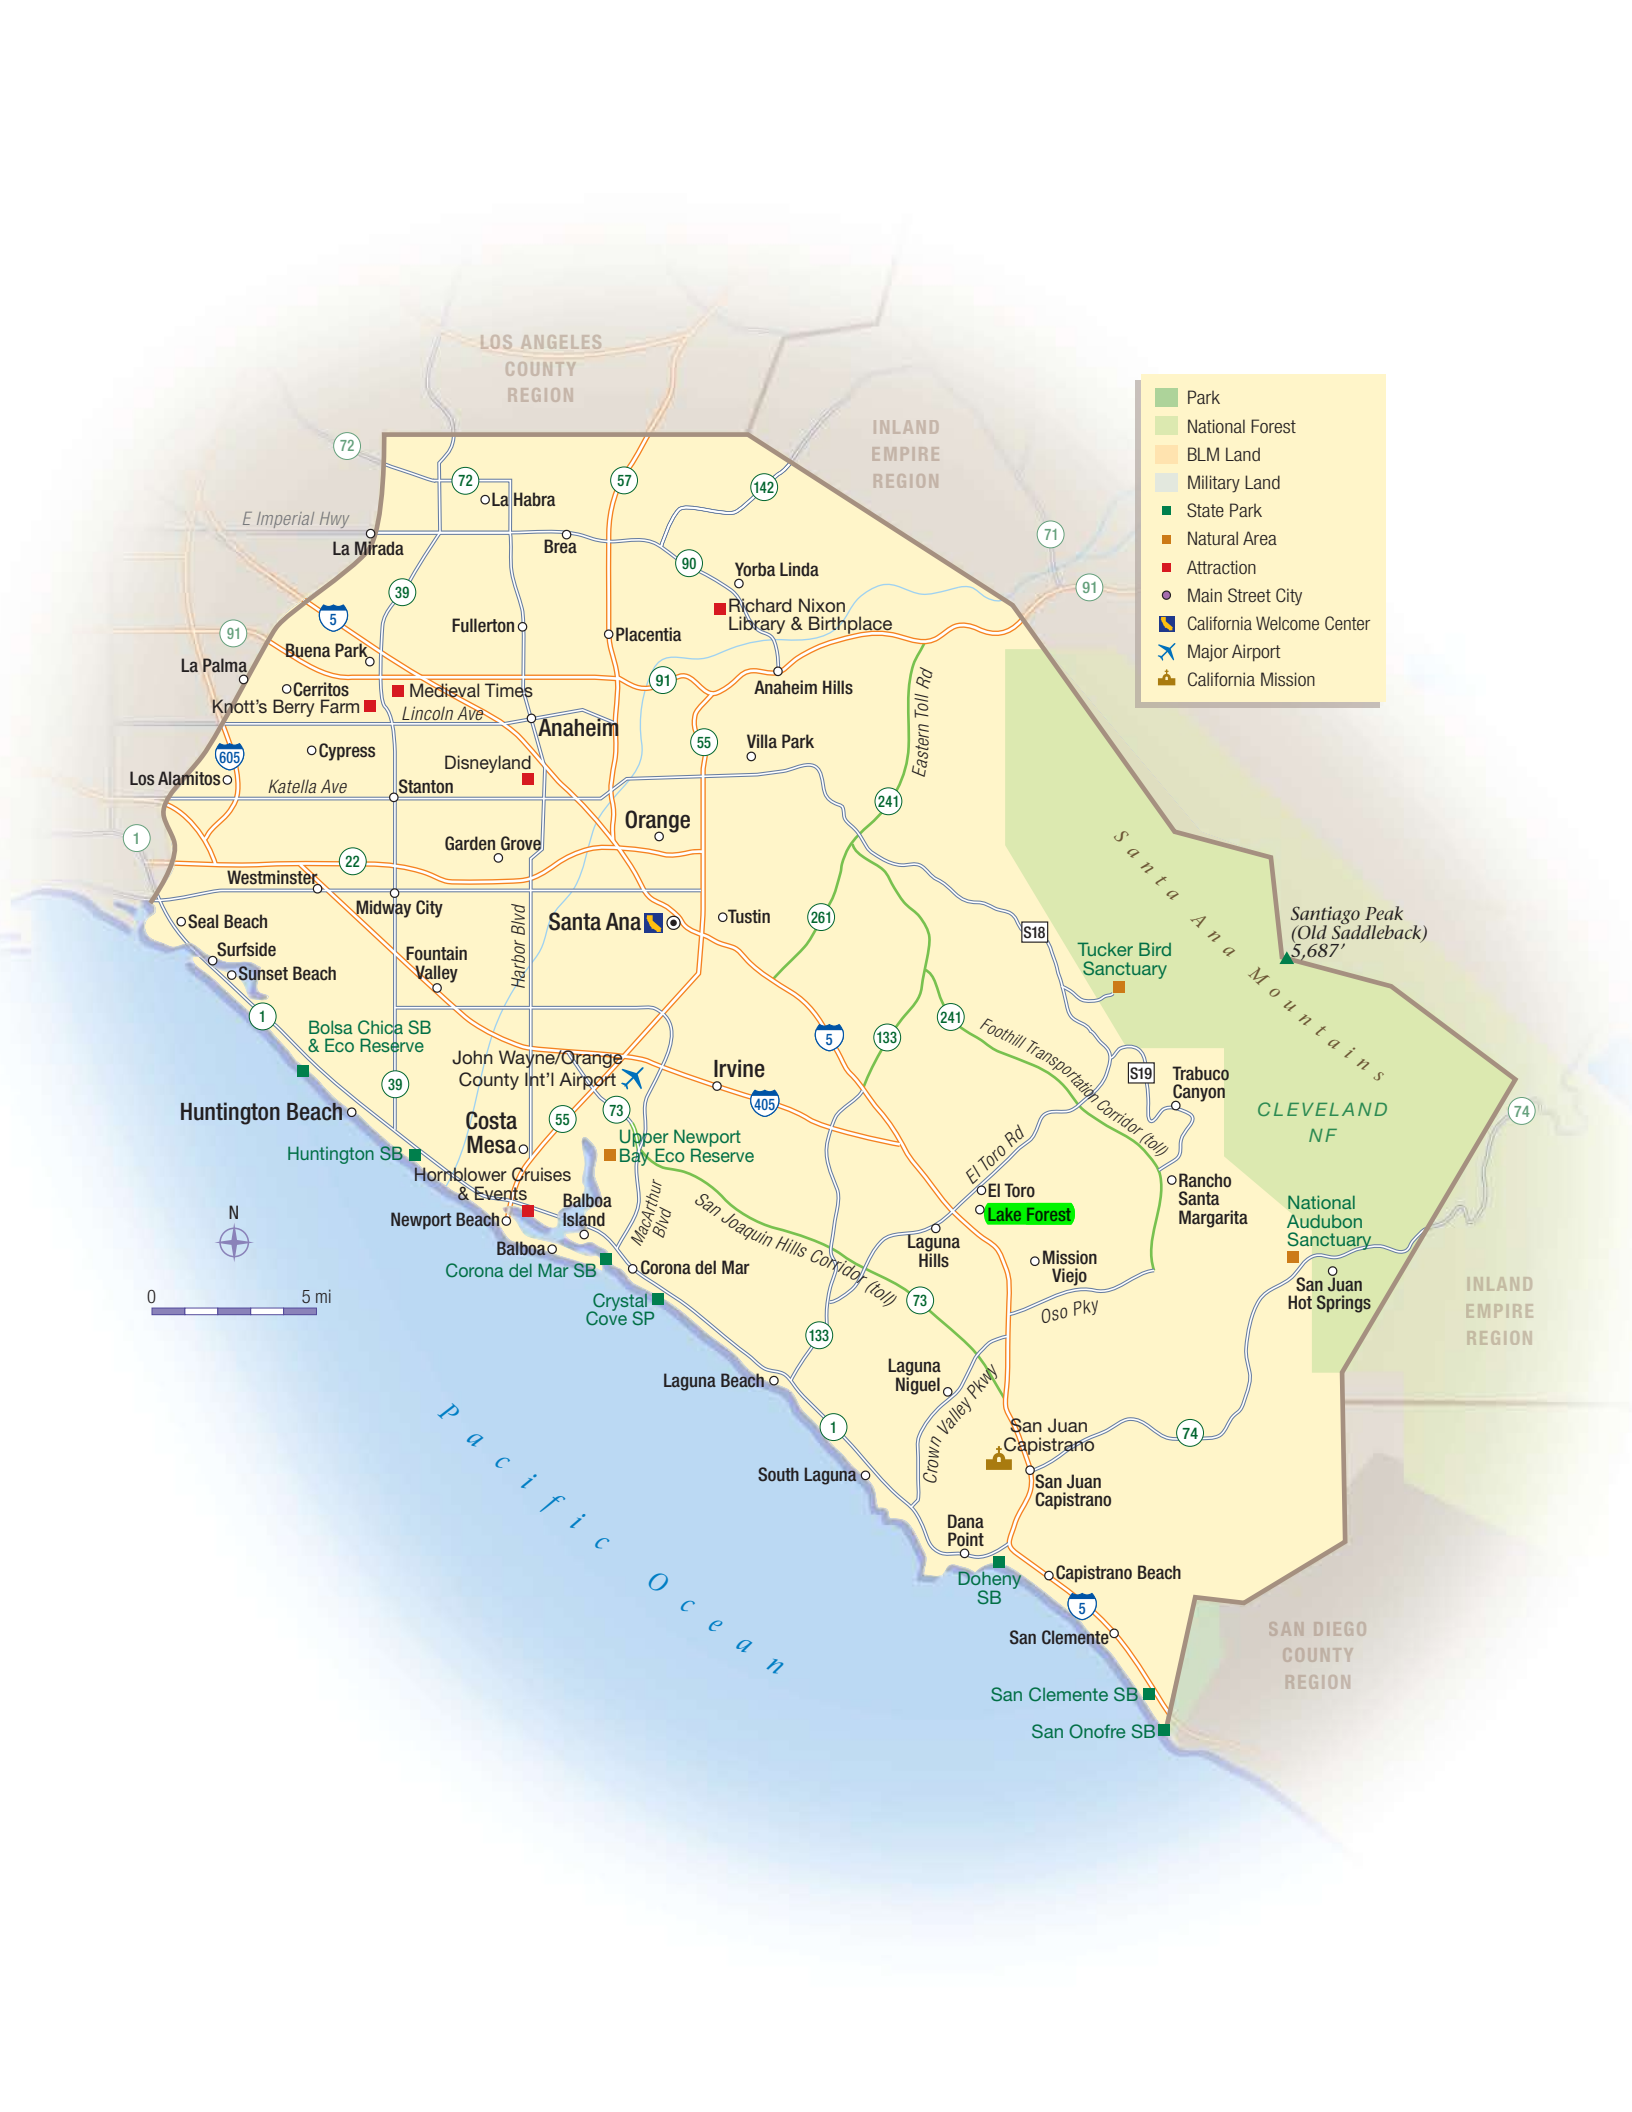 LOS ANGELES
COUNTY
REGION
INLAND
EMPIRE
REGION
Park
National Forest
BLM Land
Military Land
State Park
Natural Area
Attraction
Main Street City
California Welcome Center
Major Airport
California Mission
72
72
57
142
La Habra
E Imperial Hwy
La Mirada
Brea
71
90
91
Yorba Linda
39
5
Richard Nixon
Library & Birthplace
91
Fullerton
Placentia
Buena Park
La Palma
91
Anaheim Hills
Cerritos
Medieval Times
Knott's Berry Farm
Lincoln Ave
Anaheim
Eastern Toll Rd
55
Villa Park
605
Cypress
Disneyland
Los Alamitos
Katella Ave
Stanton
241
Orange
1
Garden Grove
22
Santa Ana Mountains
Westminster
Midway City
Seal Beach
Harbor Blvd
Santa Ana
Tustin
261
S18
Santiago Peak
(Old Saddleback)
5,687'
Surfside
Sunset Beach
Fountain
Valley
Tucker Bird
Sanctuary
1
Bolsa Chica SB
& Eco Reserve
241
5
133
Foothill Transportation Corridor (toll)
John Wayne/Orange
County Int'l Airport
Irvine
S19
Trabuco
Canyon
39
405
CLEVELAND
NF
74
Huntington Beach
Costa
Mesa
55
73
Upper Newport
Bay Eco Reserve
El Toro Rd
Huntington SB
Hornblower Cruises
& Events
El Toro
Rancho
Santa
Margarita
Balboa
Island
MacArthur
Blvd
San Joaquin Hills Corridor (toll)
Lake Forest
National
Audubon
Sanctuary
N
Newport Beach
Balboa
Laguna
Hills
Mission
Viejo
Corona del Mar SB
Corona del Mar
San Juan
Hot Springs
INLAND
EMPIRE
REGION
0
5 mi
Crystal
Cove SP
73
Oso Pky
133
Laguna Beach
Laguna
Niguel
Crown Valley Pkwy
Pacific Ocean
1
San Juan
Capistrano
74
South Laguna
San Juan
Capistrano
Dana
Point
Doheny
SB
Capistrano Beach
5
San Clemente
SAN DIEGO
COUNTY
REGION
San Clemente SB
San Onofre SB